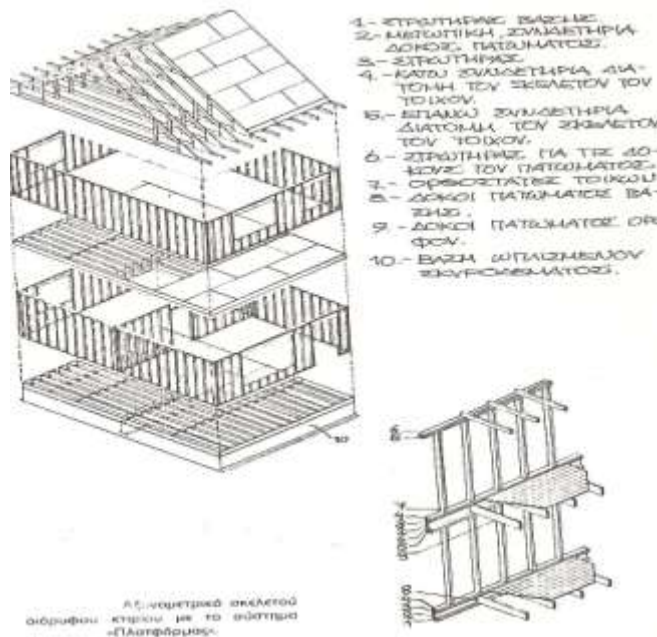 1.- ΣΤΡΩΤΗΡΑΣ ΒΑΣΗΣ.
2.- ΜΕΤΩΠΙΚΗ ΣΥΝΔΕΤΗΡΙΑ
ΔΟΚΟΣ ΠΑΤΩΜΑΤΟΣ.
3.- ΣΤΡΩΤΗΡΑΣ
4.- ΚΑΤΩ ΣΥΝΔΕΤΗΡΙΑ ΔΙΑ-
ΤΟΜΗ ΤΟΥ ΣΚΕΛΕΤΟΥ ΤΟΥ
ΤΟΙΧΟΥ.
5.- ΕΠΑΝΩ ΣΥΝΔΕΤΗΡΙΑ
ΔΙΑΤΟΜΗ ΤΟΥ ΣΚΕΛΕΤΟΥ
ΤΟΥ ΤΟΙΧΟΥ.
6.- ΣΤΡΩΤΗΡΑΣ ΓΙΑ ΤΙΣ ΔΟ-
ΚΟΥΣ ΤΟΥ ΠΑΤΩΜΑΤΟΣ.
7.- ΟΡΘΟΣΤΑΤΕΣ ΤΟΙΧΩΝ
8.- ΔΟΚΟΙ ΠΑΤΩΜΑΤΟΣ ΒΑ-
ΣΗΣ.
9.- ΔΟΚΟΙ ΠΑΤΩΜΑΤΟΣ ΟΡΟ
ΦΟΥ.
10.- ΒΑΣΗ ΩΠΛΙΣΜΕΝΟΥ
ΣΚΥΡΟΔΕΜΑΤΟΣ.
10
Αξονομετρικό σκελετού
διόρυφου κτηρίου με το σύστημα
«Πλατφόρμας».